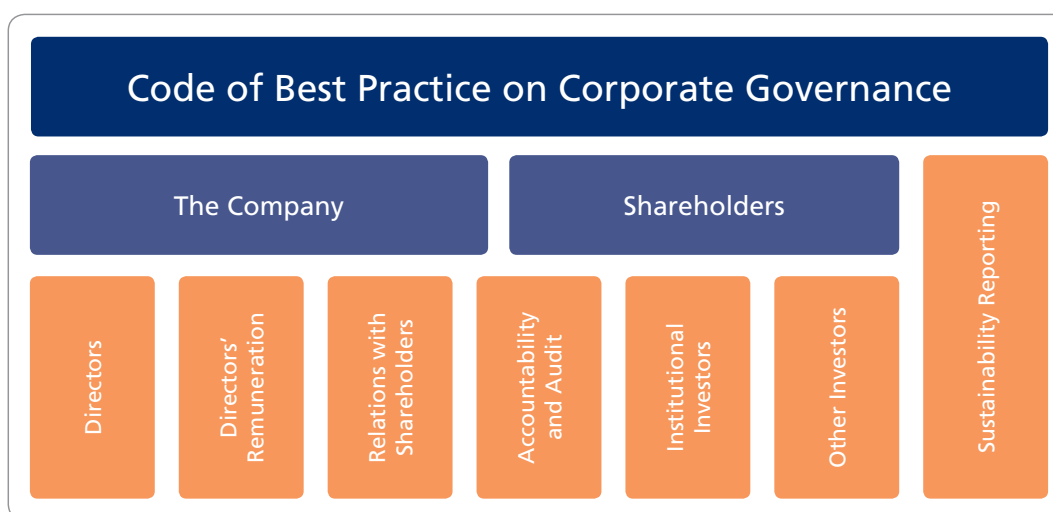 Code of Best Practice on Corporate Governance
The Company
Shareholders
Sustainability Reporting
Directors
Directors’
Remuneration
Relations with
Shareholders
Accountability
and Audit
Institutional
Investors
Other Investors